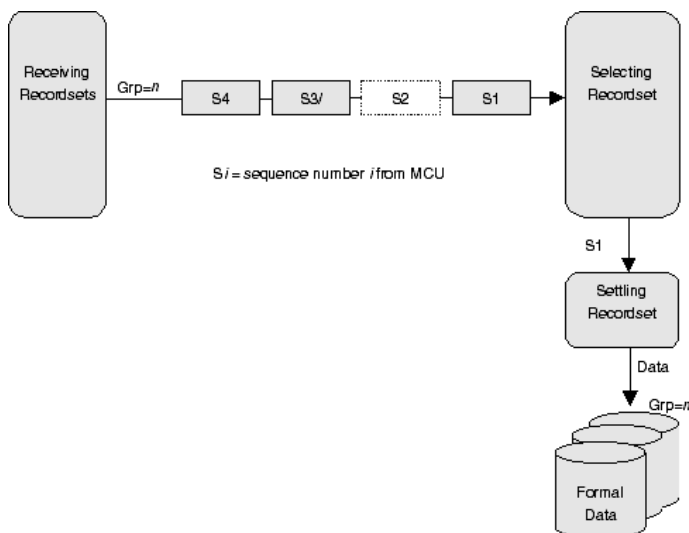 Receiving
Recordsets
Grp=n
S4
S3/
S2
S1
Selecting
Recordset
Si = sequence number i from MCU
S1
Settling
Recordset
Data
Grp=n
Formal
Data